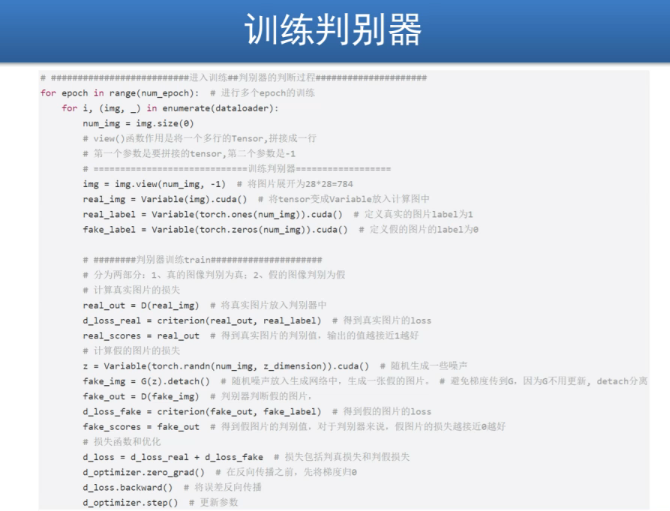 训练判别器
# ##########################进入训练##判别器的判断过程#####################
for epoch in range(num_epoch):  # 进行多个epoch的训练
    for i, (img, _) in enumerate(dataloader):
        num_img = img.size(0)
        # view()函数作用是将一个多行的Tensor,拼接成一行
        # 第一个参数是要拼接的tensor,第二个参数是-1
        # =============================训练判别器==================
        img = img.view(num_img, -1)  # 将图片展开为28*28=784
        real_img = Variable(img).cuda()  # 将tensor变成Variable放入计算图中
        real_label = Variable(torch.ones(num_img)).cuda()  # 定义真实的图片label为1
        fake_label = Variable(torch.zeros(num_img)).cuda()  # 定义假的图片的label为0
        # ########判别器训练train#####################
        # 分为两部分：1、真的图像判别为真；2、假的图像判别为假
        # 计算真实图片的损失
        real_out = D(real_img)  # 将真实图片放入判别器中
        d_loss_real = criterion(real_out, real_label)  # 得到真实图片的loss
        real_scores = real_out  # 得到真实图片的判别值，输出的值越接近1越好
        # 计算假的图片的损失
        z = Variable(torch.randn(num_img, z_dimension)).cuda()  # 随机生成一些噪声
        fake_img = G(z).detach()  # 随机噪声放入生成网络中，生成一张假的图片。 # 避免梯度传到G，因为G不用更新, detach分离
        fake_out = D(fake_img)  # 判别器判断假的图片，
        d_loss_fake = criterion(fake_out, fake_label)  # 得到假的图片的loss
        fake_scores = fake_out  # 得到假图片的判别值，对于判别器来说，假图片的损失越接近0越好
        # 损失函数和优化
        d_loss = d_loss_real + d_loss_fake  # 损失包括判真损失和判假损失
        d_optimizer.zero_grad()  # 在反向传播之前，先将梯度归0
        d_loss.backward()  # 将误差反向传播
        d_optimizer.step()  # 更新参数